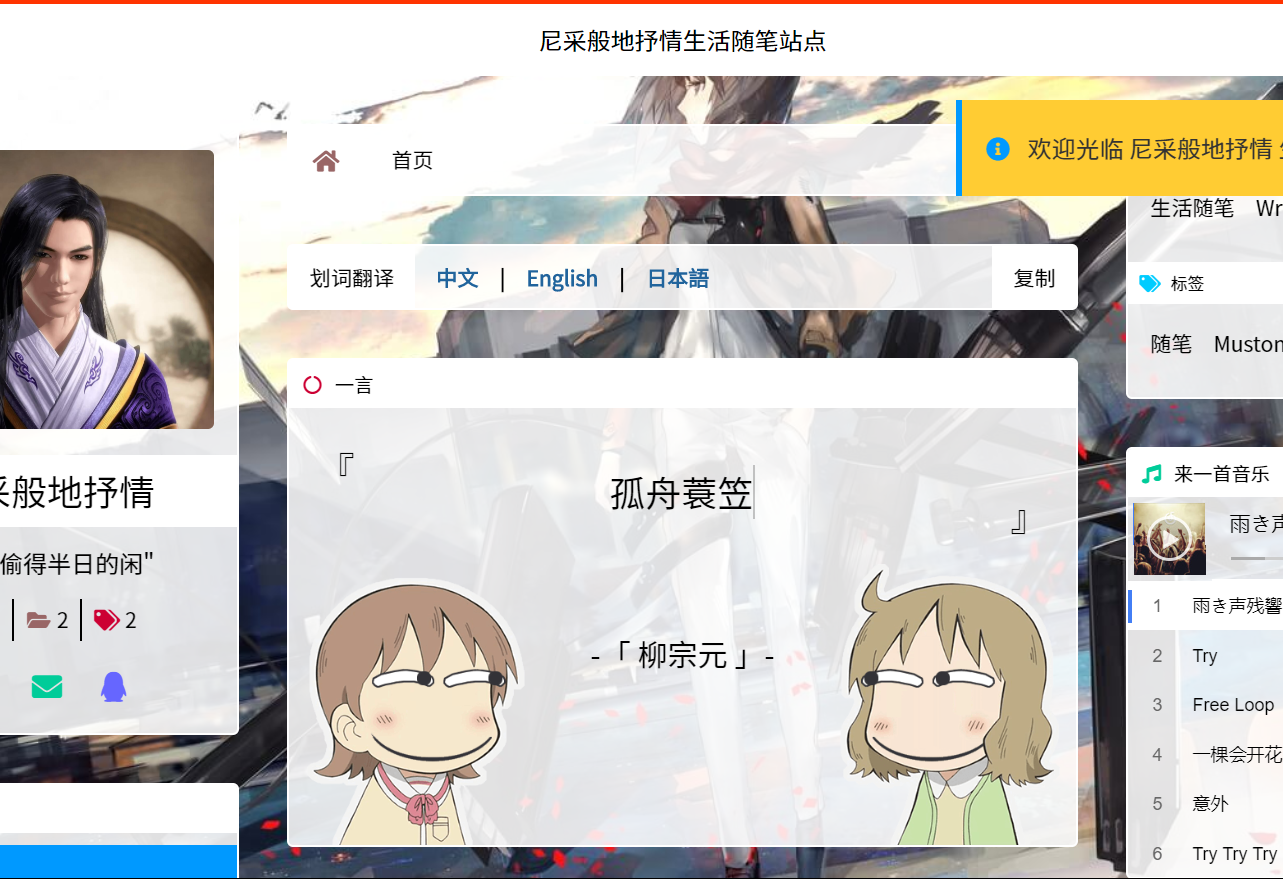 尼采般地抒情生活随笔站点
首页
欢迎光临 尼采般地抒情
划词翻译 中文 | English | 日本語 复制
一言
『
孤舟蓑笠
』
-「 柳宗元 」-
般地抒情
偷得半日的闲"
2 2
生活随笔 Wr
标签
随笔 Muston
来一首音乐
雨き声
1 雨き声残響
2 Try
3 Free Loop
4 一棵会开花
5 意外
6 Try Try Try